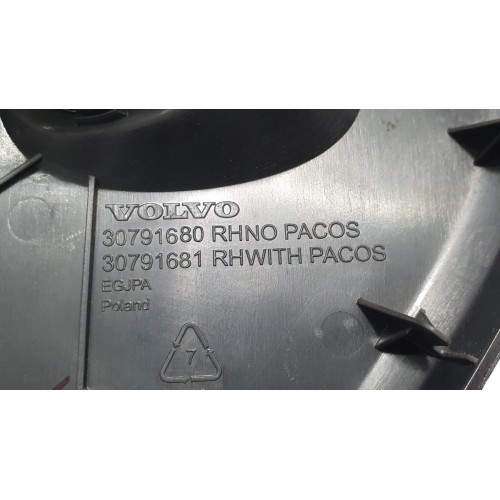 VOLVO
30791680 RHNO PACOS
30791681 RHWITH PACOS
EGJPA
Poland
7